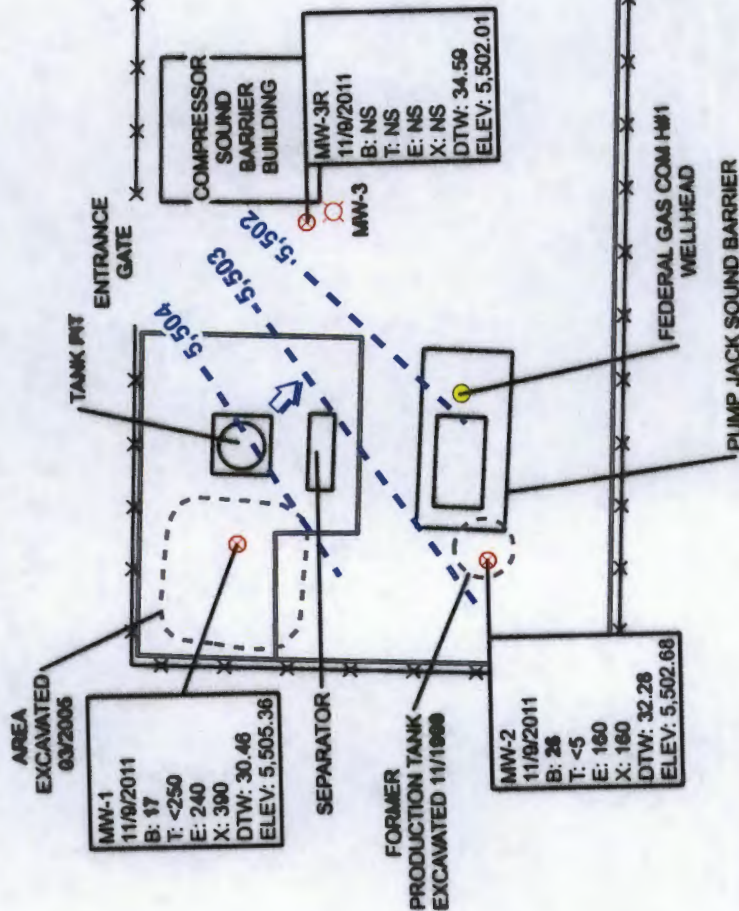 COMPRESSOR
SOUND
BARRIER
BUILDING
MW-3R
11/9/2011
B: NS
T: NS
E: NS
X: NS
DTW: 34.59
ELEV: 5,502.01
MW-3
ENTRANCE
GATE
TANK PIT
5,504
5,503
5,502
AREA
EXCAVATED
03/2005
MW-1
11/9/2011
B: 17
T: <250
E: 240
X: 390
DTW: 30.46
ELEV: 5,505.36
SEPARATOR
FORMER
PRODUCTION TANK
EXCAVATED 11/1999
MW-2
11/9/2011
B: 26
T: <5
E: 160
X: 160
DTW: 32.28
ELEV: 5,502.68
FEDERAL GAS COM H#1
WELLHEAD
PUMP JACK SOUND BARRIER